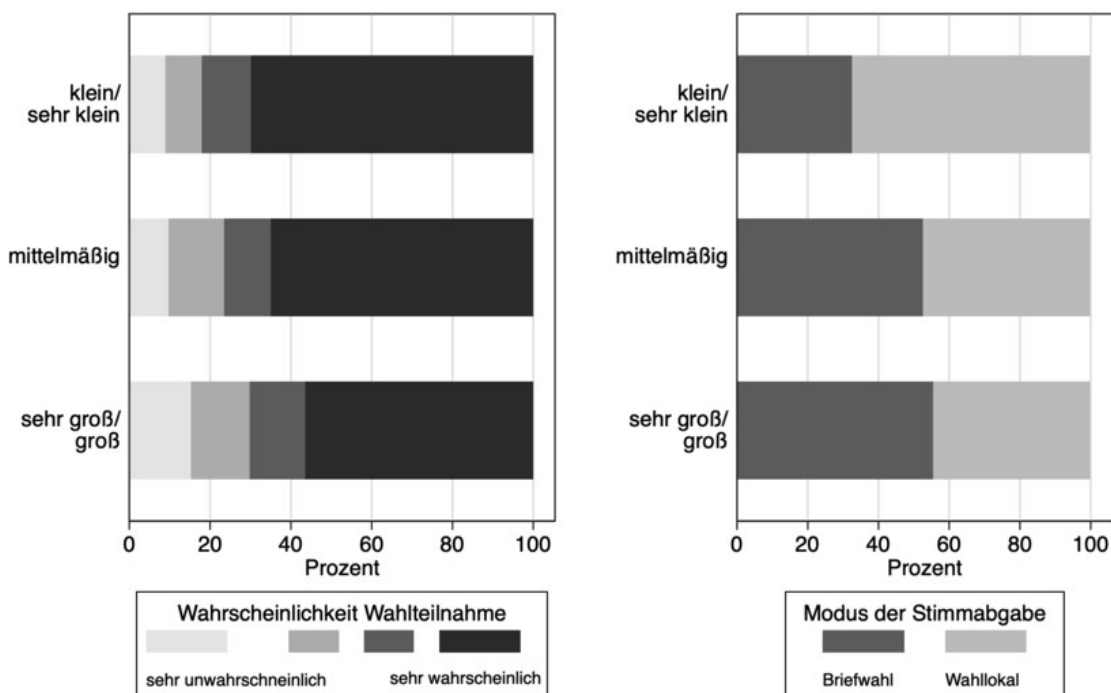 klein/
sehr klein
mittelmäßig
sehr groß/
groß
0 20 40 60 80 100
Prozent
Wahrscheinlichkeit Wahlteilnahme
sehr unwahrschneinlich sehr wahrscheinlich
klein/
sehr klein
mittelmäßig
sehr groß/
groß
0 20 40 60 80 100
Prozent
Modus der Stimmabgabe
Briefwahl Wahllokal